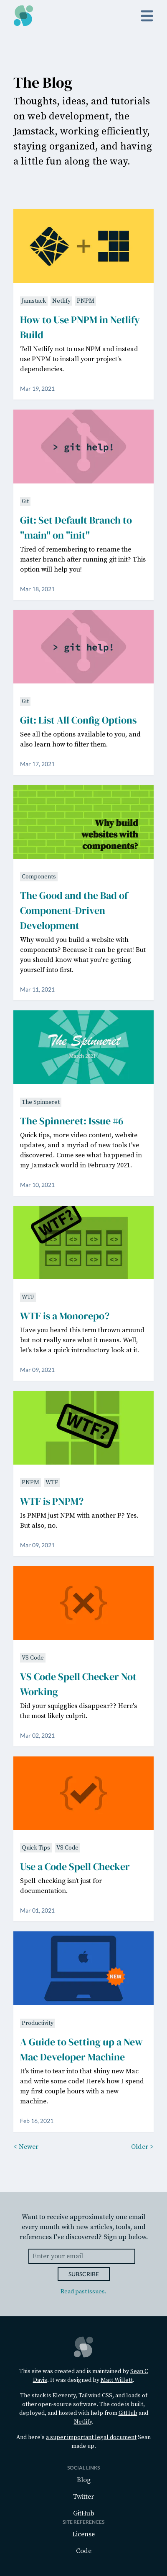 The Blog
Thoughts, ideas, and tutorials
on web development, the
Jamstack, working efficiently,
staying organized, and having
a little fun along the way.
Jamstack Netlify PNPM
How to Use PNPM in Netlify
Build
Tell Netlify not to use NPM and instead
use PNPM to install your project's
dependencies.
Mar 19, 2021
> git help!
Git
Git: Set Default Branch to
"main" on "init"
Tired of remembering to rename the
master branch after running git init? This
option will help you!
Mar 18, 2021
> git help!
Git
Git: List All Config Options
See all the options available to you, and
also learn how to filter them.
Mar 17, 2021
Why build
websites with
components?
Components
The Good and the Bad of
Component-Driven
Development
Why would you build a website with
components? Because it can be great! But
you should know what you're getting
yourself into first.
Mar 11, 2021
The Spinneret
March 2021
The Spinneret
The Spinneret: Issue #6
Quick tips, more video content, website
updates, and a myriad of new tools I've
discovered. Come see what happened in
my Jamstack world in February 2021.
Mar 10, 2021
WTF?
WTF
WTF is a Monorepo?
Have you heard this term thrown around
but not really sure what it means. Well,
let's take a quick introductory look at it.
Mar 09, 2021
WTF?
PNPM WTF
WTF is PNPM?
Is PNPM just NPM with another P? Yes.
But also, no.
Mar 09, 2021
VS Code
VS Code Spell Checker Not
Working
Did your squigglies disappear?? Here's
the most likely culprit.
Mar 02, 2021
Quick Tips VS Code
Use a Code Spell Checker
Spell-checking isn't just for
documentation.
Mar 01, 2021
NEW
Productivity
A Guide to Setting up a New
Mac Developer Machine
It's time to tear into that shiny new Mac
and write some code! Here's how I spend
my first couple hours with a new
machine.
Feb 16, 2021
< Newer Older >
Want to receive approximately one email
every month with new articles, tools, and
references I've discovered? Sign up below.
Enter your email
SUBSCRIBE
Read past issues.
This site was created and is maintained by Sean C
Davis. It was designed by Matt Willett.
The stack is Eleventy, Tailwind CSS, and loads of
other open-source software. The code is built,
deployed, and hosted with help from GitHub and
Netlify.
And here's a super important legal document Sean
made up.
SOCIAL LINKS
Blog
Twitter
GitHub
SITE REFERENCES
License
Code